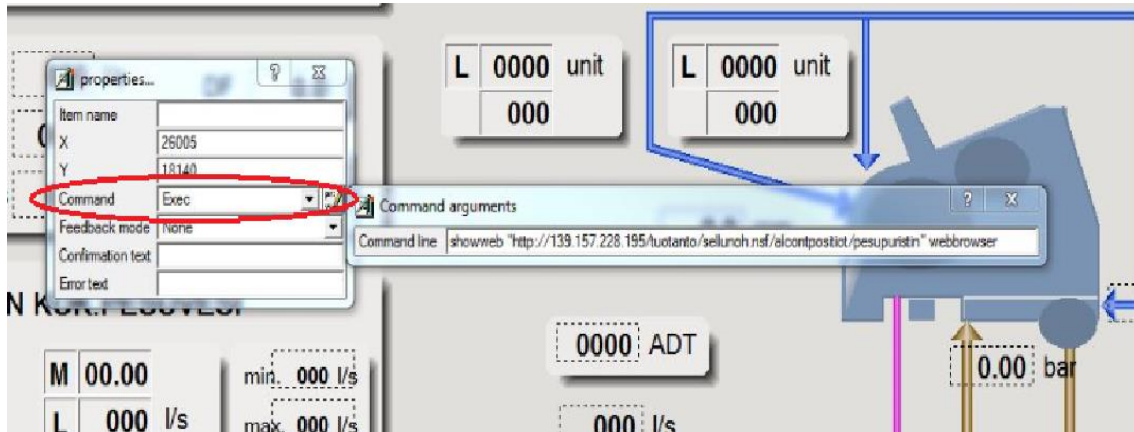 L 0000 unit
000
L 0000 unit
000
properties...
Item name
X 26005
Y 18140
Command Exec
Feedback mode None
Confirmation text
Error text
Command arguments
Command line showweb "http://139.157.228.195/tuotanto/sellunoh.nsf/alcontpositiot/pesupuristin" webbrowser
0000 ADT
0.00 bar
M 00.00
min. 000 l/s
L 000 l/s
max. 000 l/s
000 l/s